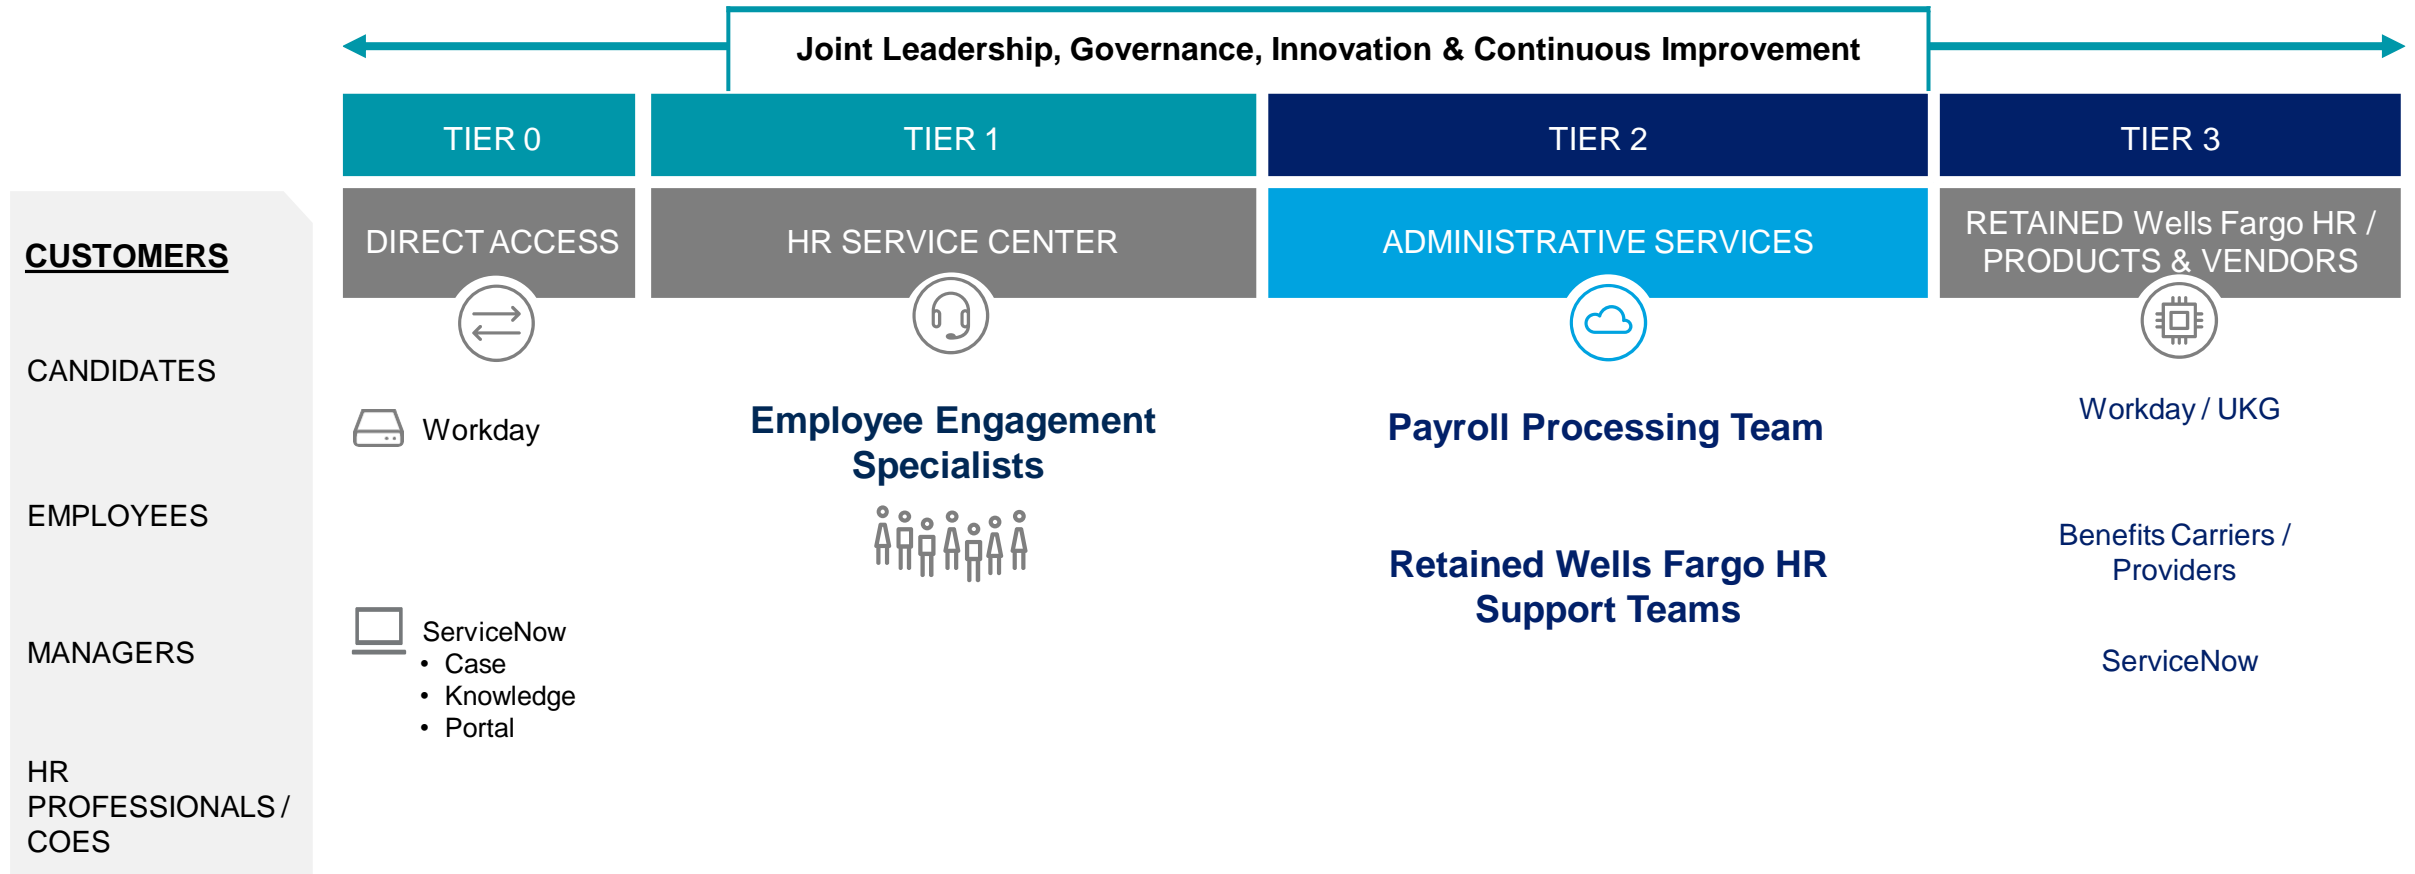 Joint Leadership, Governance, Innovation & Continuous Improvement
TIER 0
TIER 1
TIER 2
TIER 3
DIRECT ACCESS
HR SERVICE CENTER
ADMINISTRATIVE SERVICES
RETAINED Wells Fargo HR /
PRODUCTS & VENDORS
CUSTOMERS
CANDIDATES
EMPLOYEES
MANAGERS
HR
PROFESSIONALS /
COES
Workday
ServiceNow
• Case
• Knowledge
• Portal
Employee Engagement
Specialists
Payroll Processing Team
Retained Wells Fargo HR
Support Teams
Workday / UKG
Benefits Carriers /
Providers
ServiceNow